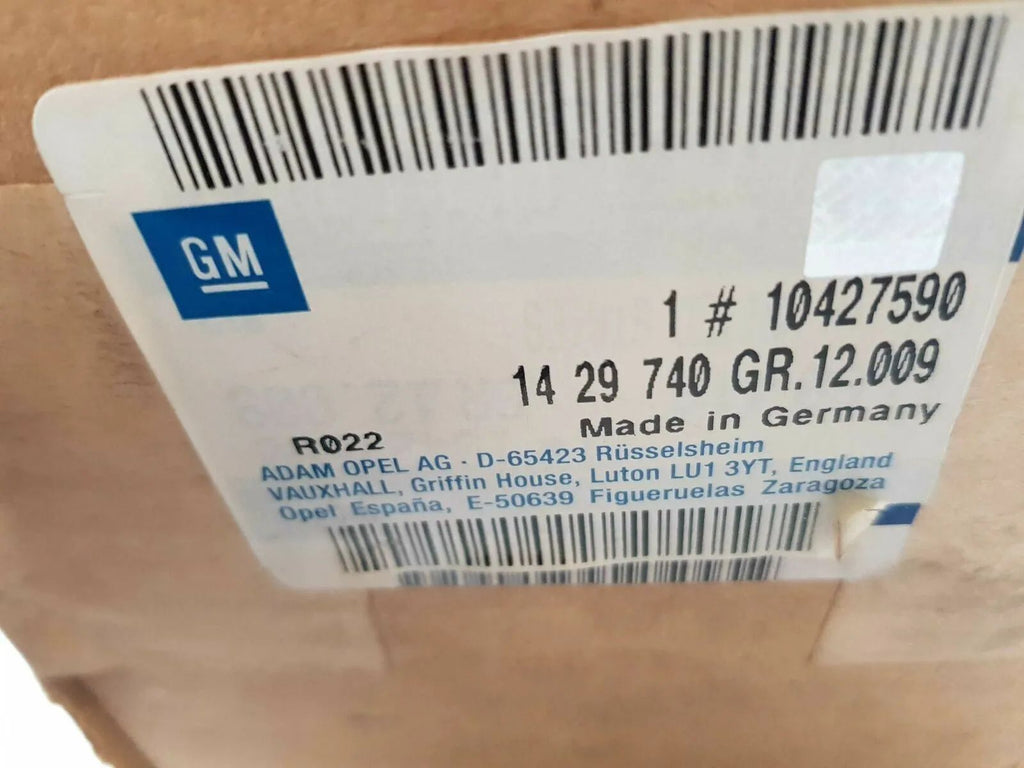 GM
1 # 10427590
14 29 740 GR.12.009
Made in Germany
R022
ADAM OPEL AG · D-65423 Rüsselsheim
VAUXHALL, Griffin House, Luton LU1 3YT, England
Opel España, E-50639 Figueruelas Zaragoza